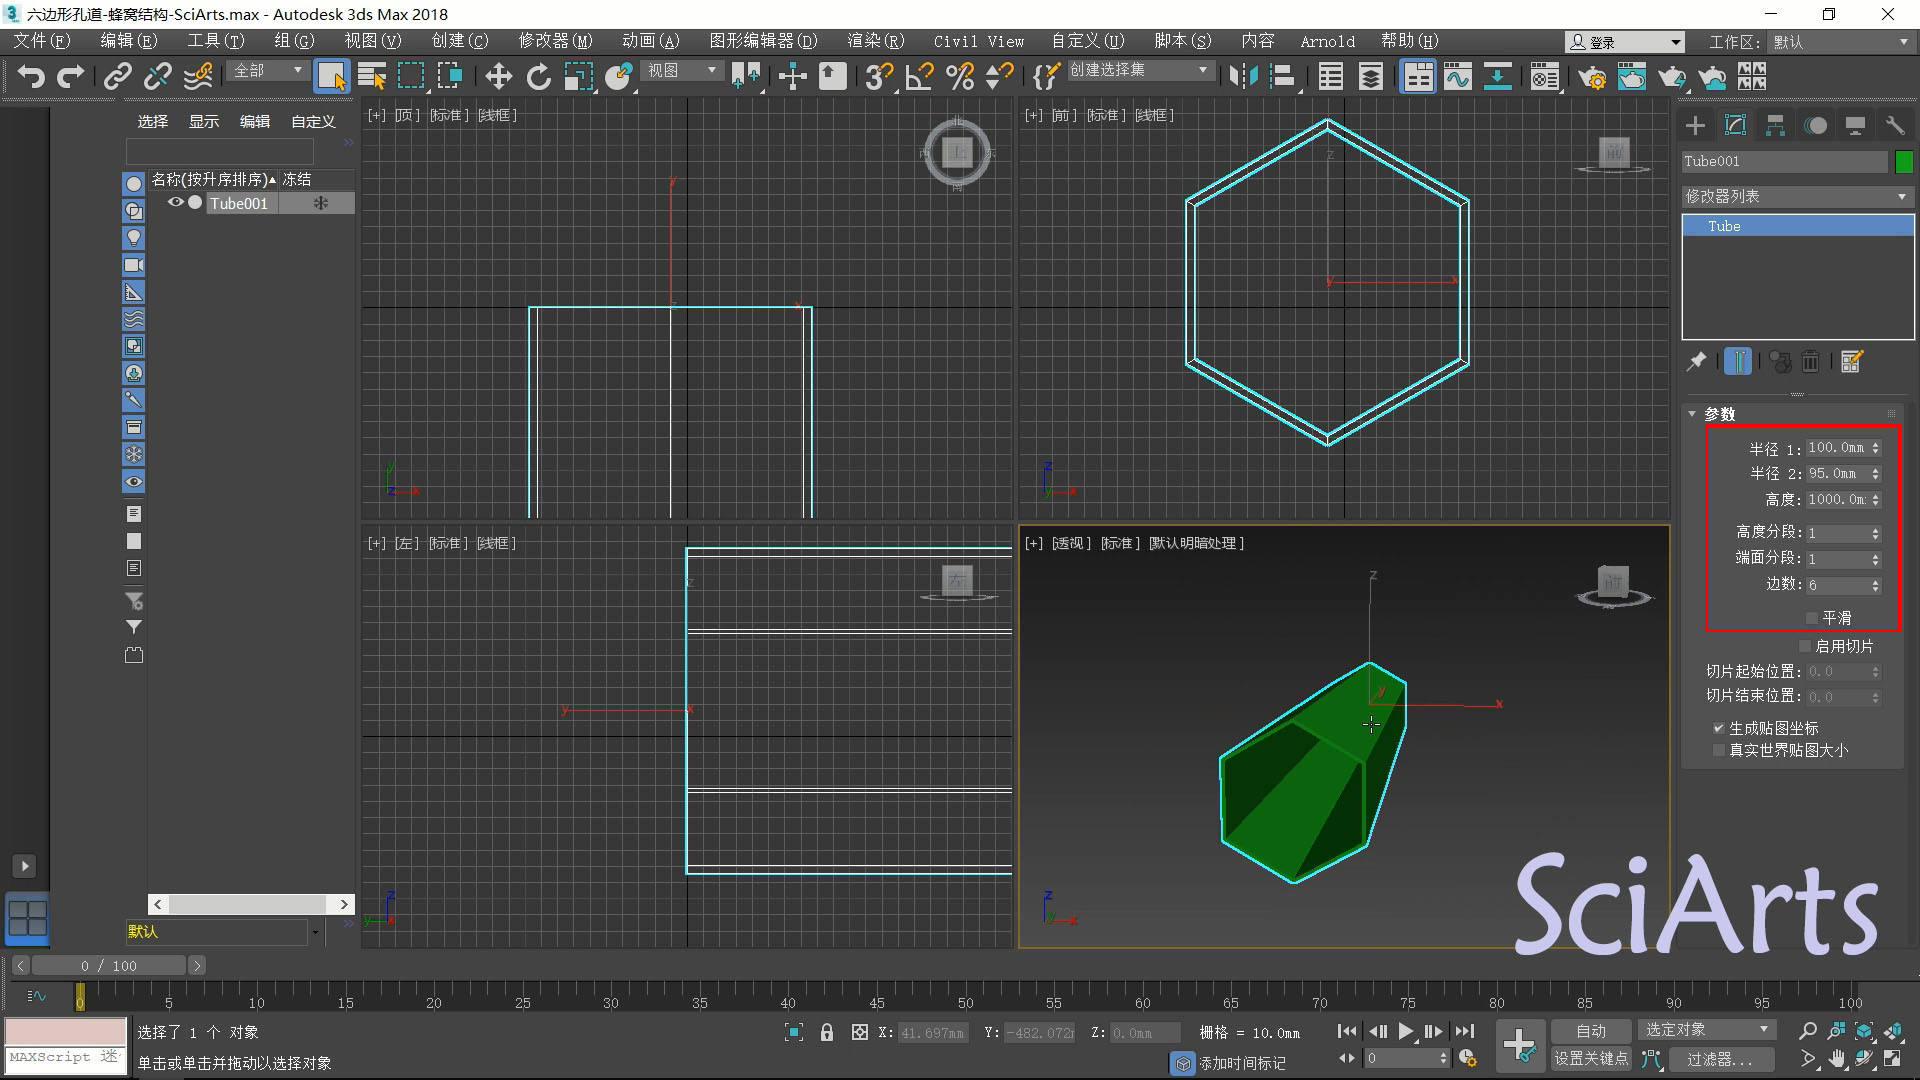 六边形孔道-蜂窝结构-SciArts.max - Autodesk 3ds Max 2018
文件(F) 编辑(E) 工具(T) 组(G) 视图(V) 创建(C) 修改器(M) 动画(A) 图形编辑器(D) 渲染(R) Civil View 自定义(U) 脚本(S) 内容 Arnold 帮助(H) 登录 工作区: 默认
全部 视图 创建选择集
选择 显示 编辑 自定义
名称(按升序排序) 冻结
Tube001
[+] [顶] [标准] [线框]
[+] [前] [标准] [线框]
[+] [左] [标准] [线框]
[+] [透视] [标准] [默认明暗处理]
Tube001
修改器列表
Tube
参数
半径 1: 100.0mm
半径 2: 95.0mm
高度: 1000.0m
高度分段: 1
端面分段: 1
边数: 6
平滑
启用切片
切片起始位置: 0.0
切片结束位置: 0.0
生成贴图坐标
真实世界贴图大小
SciArts
默认
0 / 100
0 5 10 15 20 25 30 35 40 45 50 55 60 65 70 75 80 85 90 95 100
选择了 1 个 对象
X: 41.697mm Y: -482.072 Z: 0.0mm 栅格 = 10.0mm
自动 选定对象
MAXScript 迷
单击或单击并拖动以选择对象
添加时间标记
0
设置关键点 过滤器...